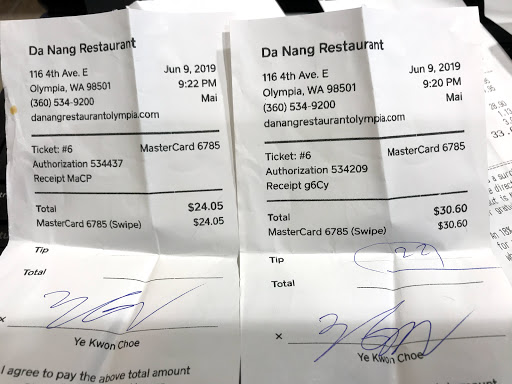 Da Nang Restaurant
116 4th Ave. E
Jun 9, 2019
Olympia, WA 98501
9:22 PM
(360) 534-9200
Mai
danangrestaurantolympia.com
Ticket: #6
MasterCard 6785
Authorization 534437
Receipt MaCP
Total
$24.05
MasterCard 6785 (Swipe)
$24.05
Tip
Total
x
Ye Kwon Choe
I agree to pay the above total amount
Da Nang Restaurant
116 4th Ave. E
Jun 9, 2019
Olympia, WA 98501
9:20 PM
(360) 534-9200
Mai
danangrestaurantolympia.com
Ticket: #6
MasterCard 6785
Authorization 534209
Receipt g6Cy
Total
$30.60
MasterCard 6785 (Swipe)
$30.60
Tip
Total
x
Ye Kwon Choe